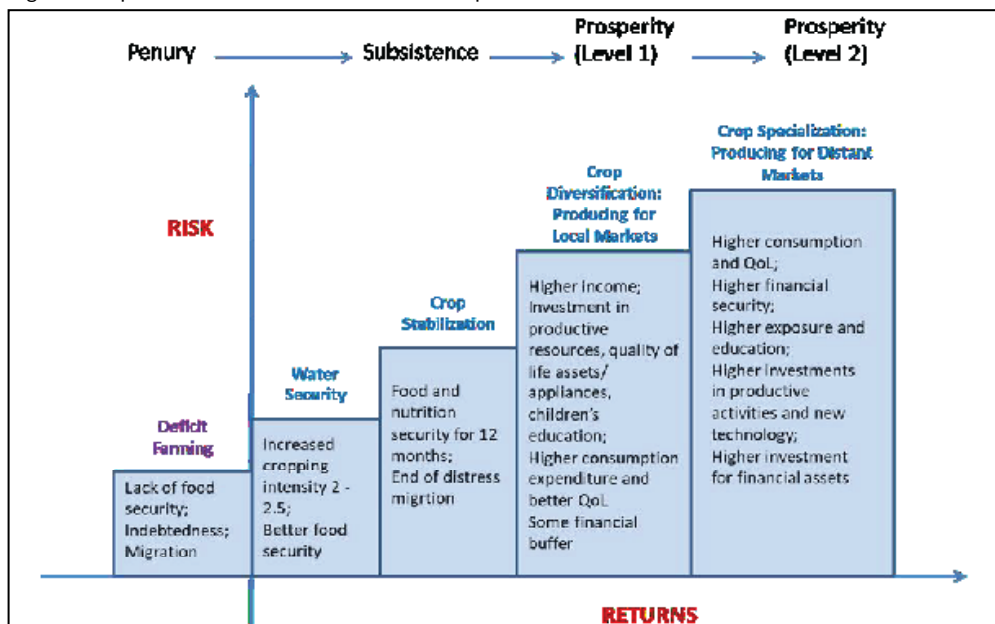 Penury
Subsistence
Prosperity
(Level 1)
Prosperity
(Level 2)
RISK
Deficit
Farming
Lack of food
security;
Indebtedness;
Migration
Water
Security
Increased
cropping
intensity 2 -
2.5;
Better food
security
Crop
Stabilization
Food and
nutrition
security for 12
months;
End of distress
migrtion
Crop
Diversification:
Producing for
Local Markets
Higher income;
Investment in
productive
resources, quality of
life assets/
appliances,
children's
education;
Higher consumption
expenditure and
better QoL
Some financial
buffer
Crop Specialization:
Producing for Distant
Markets
Higher consumption
and QoL;
Higher financial
security;
Higher exposure and
education;
Higher investments
in productive
activities and new
technology;
Higher investment
for financial assets
RETURNS